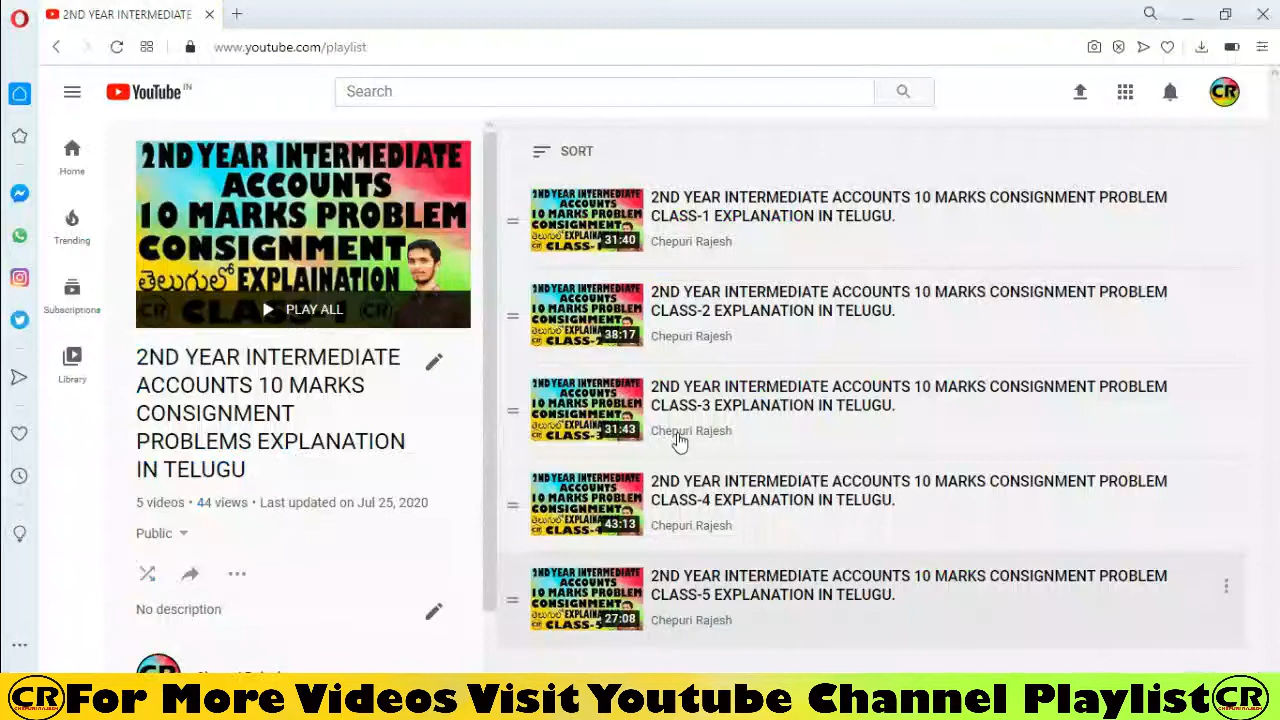 2ND YEAR INTERMEDIATE
www.youtube.com/playlist
YouTube IN
Search
CR
Home
Trending
Subscriptions
Library
2ND YEAR INTERMEDIATE
ACCOUNTS
10 MARKS PROBLEM
CONSIGNMENT
తెలుగులో EXPLAINATION
PLAY ALL
2ND YEAR INTERMEDIATE
ACCOUNTS 10 MARKS
CONSIGNMENT
PROBLEMS EXPLANATION
IN TELUGU
5 videos • 44 views • Last updated on Jul 25, 2020
Public
No description
SORT
31:40
2ND YEAR INTERMEDIATE ACCOUNTS 10 MARKS CONSIGNMENT PROBLEM
CLASS-1 EXPLANATION IN TELUGU.
Chepuri Rajesh
38:17
2ND YEAR INTERMEDIATE ACCOUNTS 10 MARKS CONSIGNMENT PROBLEM
CLASS-2 EXPLANATION IN TELUGU.
Chepuri Rajesh
31:43
2ND YEAR INTERMEDIATE ACCOUNTS 10 MARKS CONSIGNMENT PROBLEM
CLASS-3 EXPLANATION IN TELUGU.
Chepuri Rajesh
43:13
2ND YEAR INTERMEDIATE ACCOUNTS 10 MARKS CONSIGNMENT PROBLEM
CLASS-4 EXPLANATION IN TELUGU.
Chepuri Rajesh
27:08
2ND YEAR INTERMEDIATE ACCOUNTS 10 MARKS CONSIGNMENT PROBLEM
CLASS-5 EXPLANATION IN TELUGU.
Chepuri Rajesh
CR For More Videos Visit Youtube Channel Playlist CR